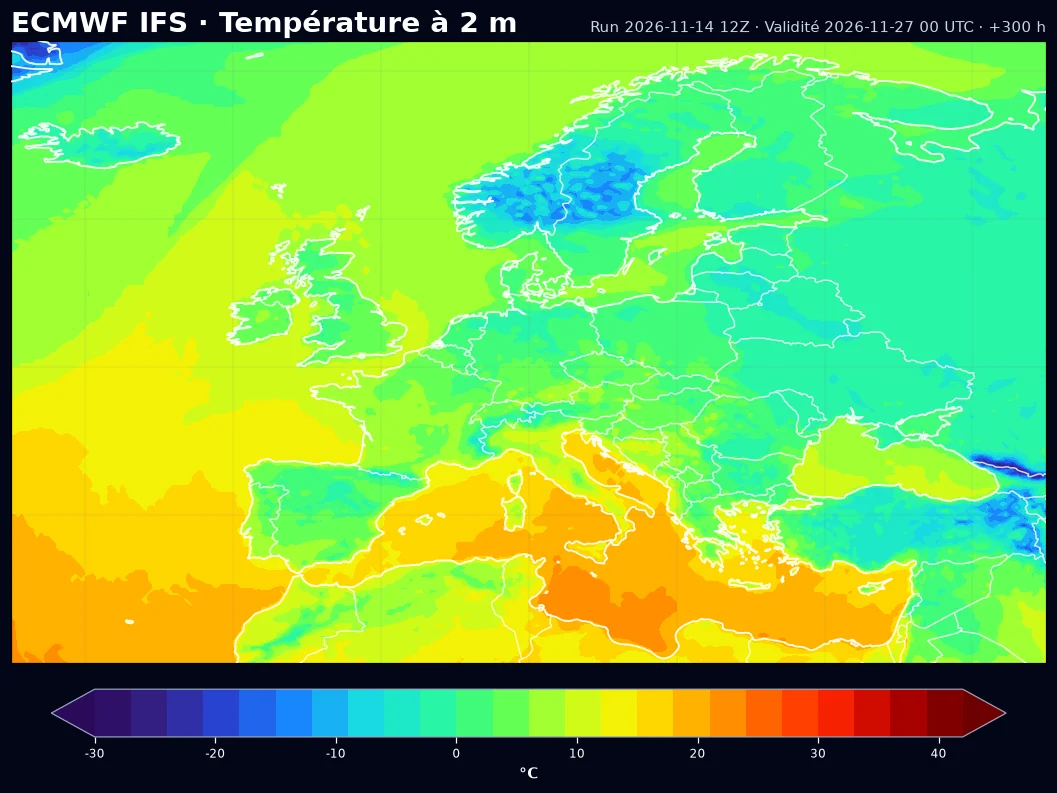 ECMWF IFS · Température à 2 m
Run 2026-11-14 12Z · Validité 2026-11-27 00 UTC · +300 h
-30 -20 -10 0 10 20 30 40
°C